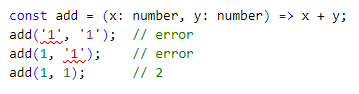 const add = (x: number, y: number) => x + y;
add('1', '1');  // error
add(1, '1');    // error
add(1, 1);      // 2